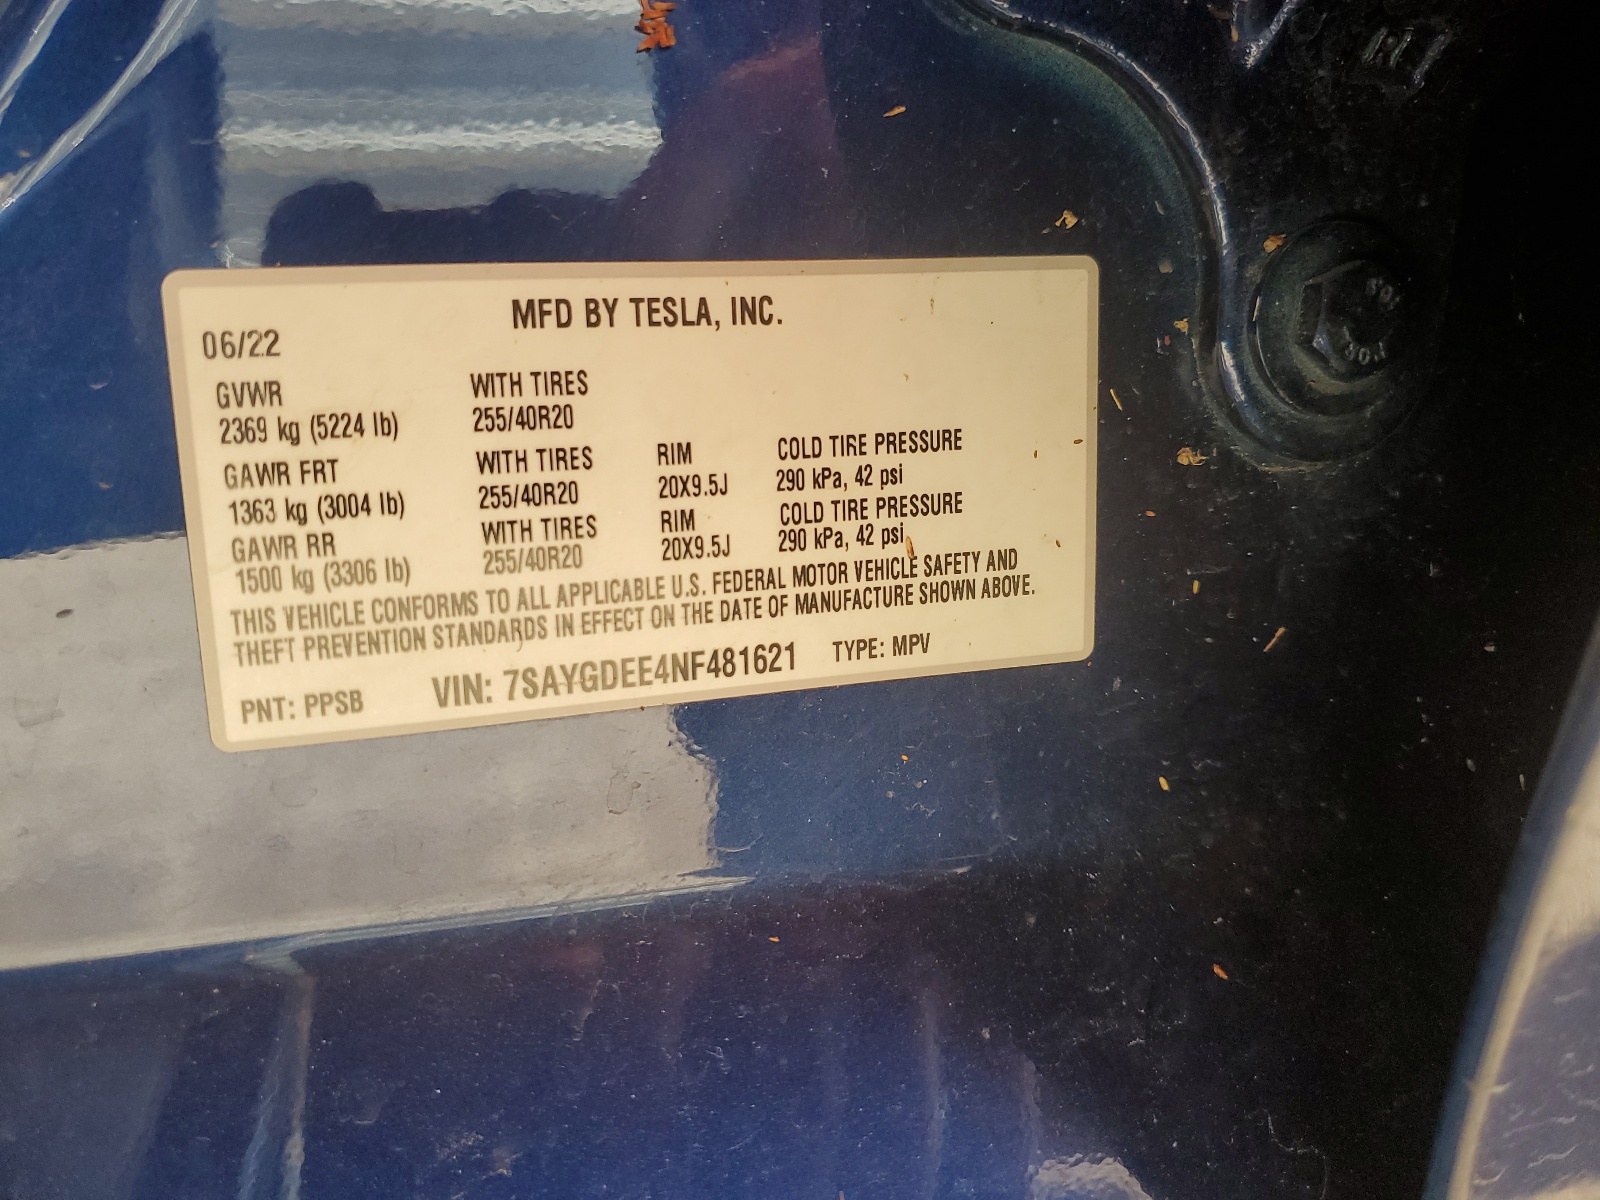 MFD BY TESLA, INC.
06/22
GVWR WITH TIRES
2369 kg (5224 lb) 255/40R20
GAWR FRT WITH TIRES RIM COLD TIRE PRESSURE
1363 kg (3004 lb) 255/40R20 20X9.5J 290 kPa, 42 psi
GAWR RR WITH TIRES RIM COLD TIRE PRESSURE
1500 kg (3306 lb) 255/40R20 20X9.5J 290 kPa, 42 psi
THIS VEHICLE CONFORMS TO ALL APPLICABLE U.S. FEDERAL MOTOR VEHICLE SAFETY AND
THEFT PREVENTION STANDARDS IN EFFECT ON THE DATE OF MANUFACTURE SHOWN ABOVE.
PNT: PPSB VIN: 7SAYGDEE4NF481621 TYPE: MPV